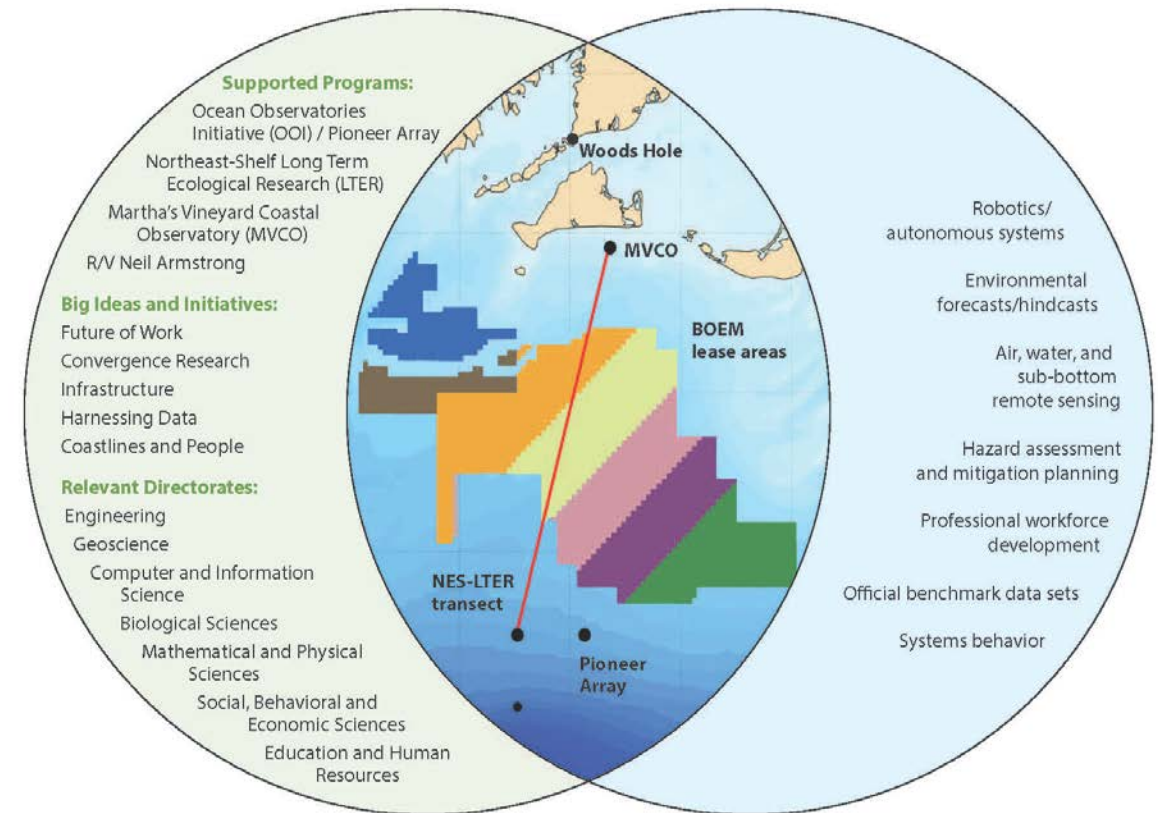 Supported Programs:
Ocean Observatories
Initiative (OOI) / Pioneer Array
Northeast-Shelf Long Term
Ecological Research (LTER)
Martha's Vineyard Coastal
Observatory (MVCO)
R/V Neil Armstrong
Big Ideas and Initiatives:
Future of Work
Convergence Research
Infrastructure
Harnessing Data
Coastlines and People
Relevant Directorates:
Engineering
Geoscience
Computer and Information
Science
Biological Sciences
Mathematical and Physical
Sciences
Social, Behavioral and
Economic Sciences
Education and Human
Resources
Woods Hole
MVCO
BOEM
lease areas
NES-LTER
transect
Pioneer
Array
Robotics/
autonomous systems
Environmental
forecasts/hindcasts
Air, water, and
sub-bottom
remote sensing
Hazard assessment
and mitigation planning
Professional workforce
development
Official benchmark data sets
Systems behavior